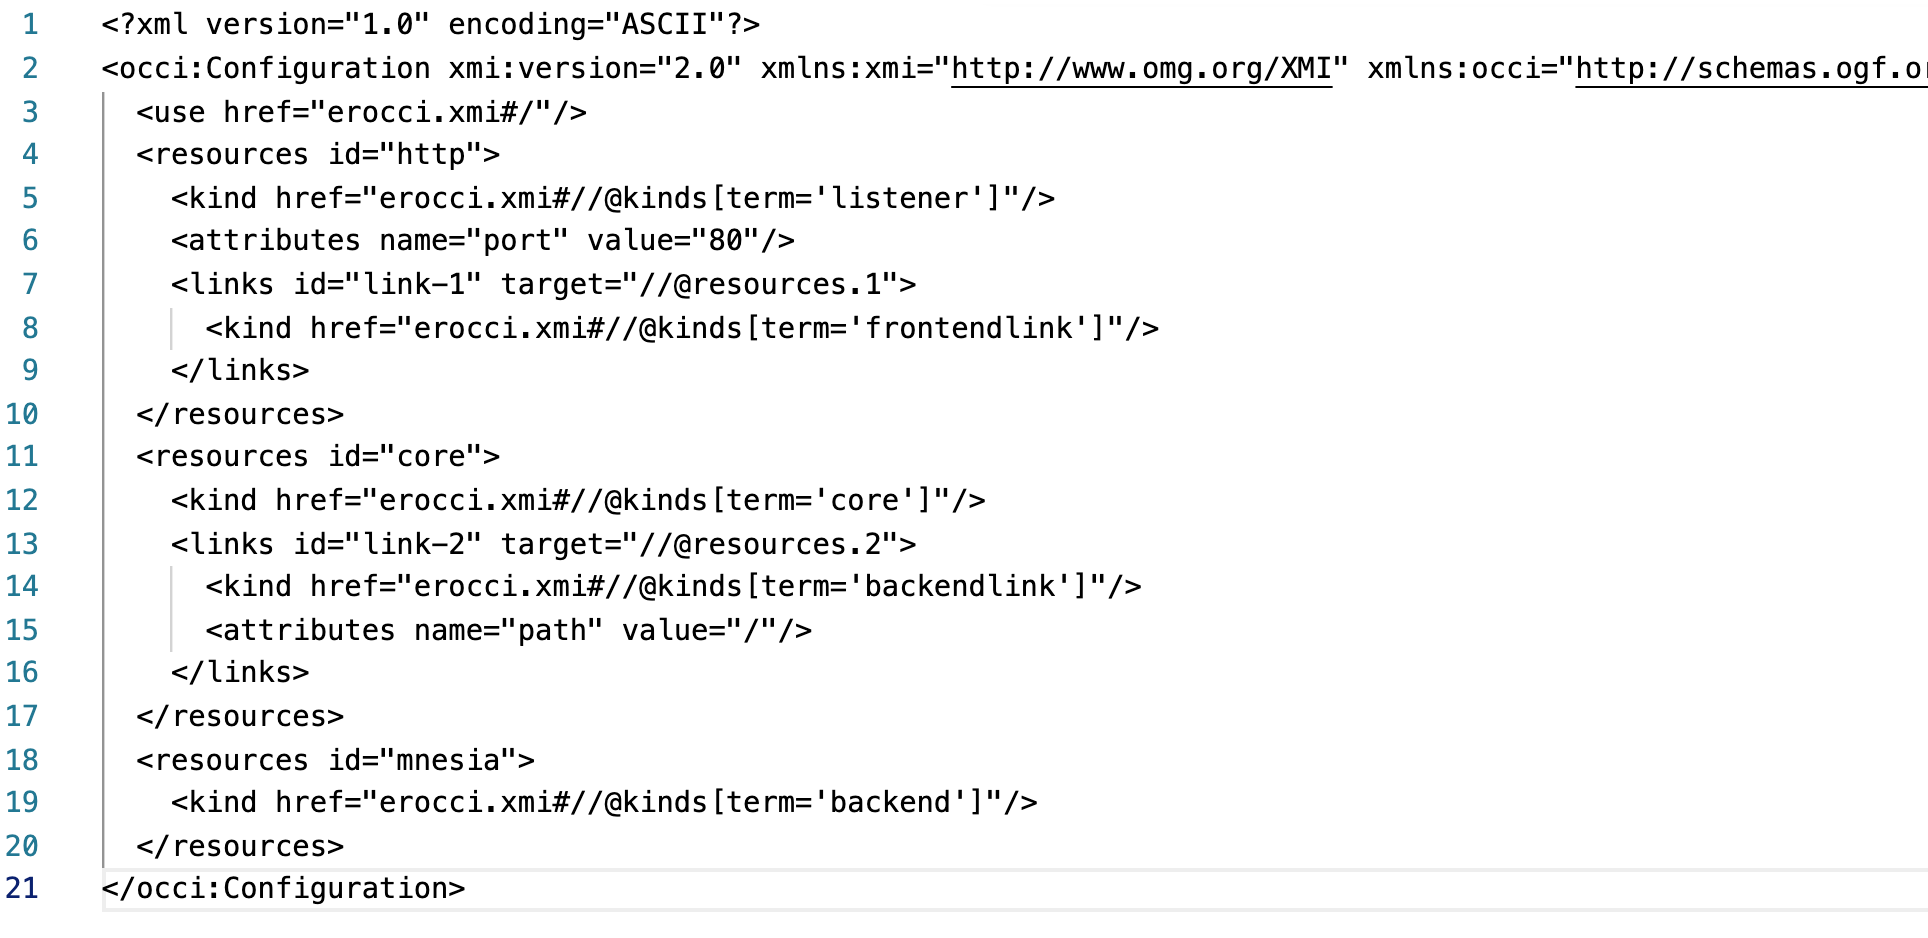 1 <?xml version="1.0" encoding="ASCII"?>
2 <occi:Configuration xmi:version="2.0" xmlns:xmi="http://www.omg.org/XMI" xmlns:occi="http://schemas.ogf.or
3   <use href="erocci.xmi#/"/>
4   <resources id="http">
5     <kind href="erocci.xmi#//@kinds[term='listener']"/>
6     <attributes name="port" value="80"/>
7     <links id="link-1" target="//@resources.1">
8       <kind href="erocci.xmi#//@kinds[term='frontendlink']"/>
9     </links>
10   </resources>
11   <resources id="core">
12     <kind href="erocci.xmi#//@kinds[term='core']"/>
13     <links id="link-2" target="//@resources.2">
14       <kind href="erocci.xmi#//@kinds[term='backendlink']"/>
15       <attributes name="path" value="/"/>
16     </links>
17   </resources>
18   <resources id="mnesia">
19     <kind href="erocci.xmi#//@kinds[term='backend']"/>
20   </resources>
21 </occi:Configuration>